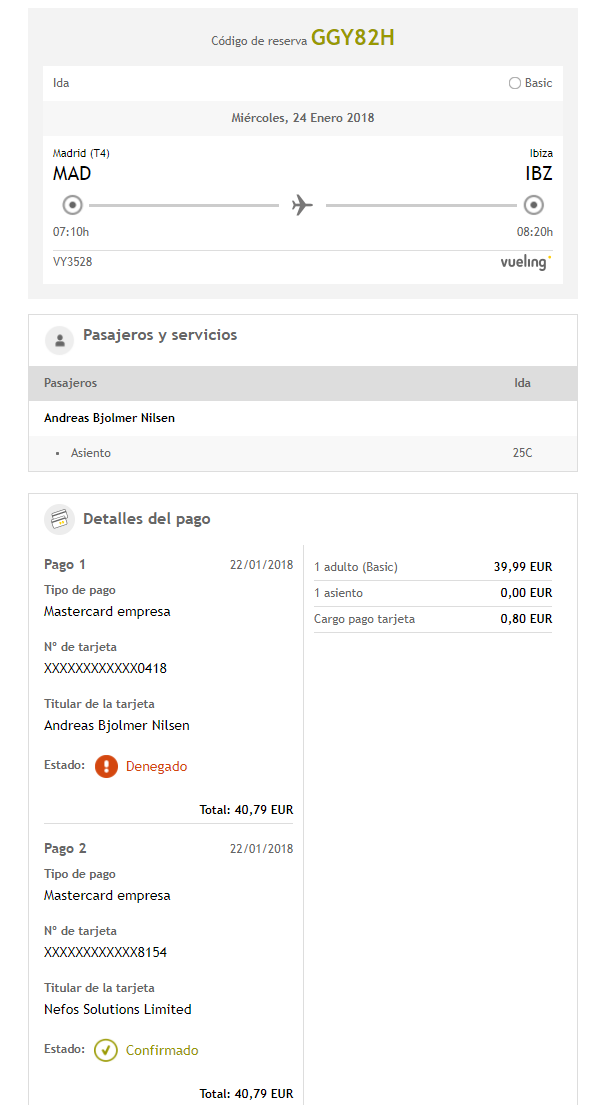 Código de reserva GGY82H
Ida Basic
Miércoles, 24 Enero 2018
Madrid (T4) Ibiza
MAD IBZ
07:10h 08:20h
VY3528 vueling
Pasajeros y servicios
Pasajeros Ida
Andreas Bjolmer Nilsen
Asiento 25C
Detalles del pago
Pago 1 22/01/2018
Tipo de pago
Mastercard empresa
Nº de tarjeta
XXXXXXXXXXXX0418
Titular de la tarjeta
Andreas Bjolmer Nilsen
Estado: Denegado
Total: 40,79 EUR
Pago 2 22/01/2018
Tipo de pago
Mastercard empresa
Nº de tarjeta
XXXXXXXXXXXX8154
Titular de la tarjeta
Nefos Solutions Limited
Estado: Confirmado
Total: 40,79 EUR
1 adulto (Basic) 39,99 EUR
1 asiento 0,00 EUR
Cargo pago tarjeta 0,80 EUR